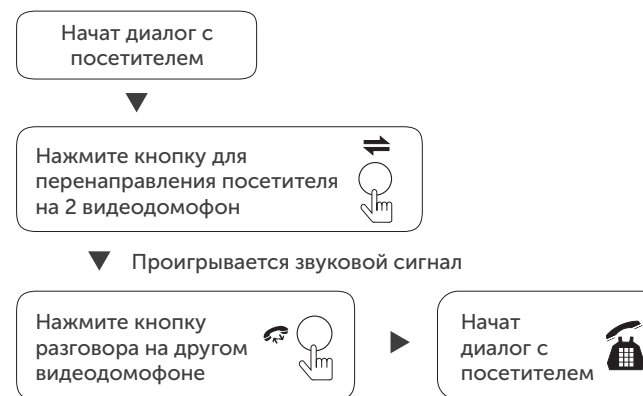 Начат диалог с
посетителем
Нажмите кнопку для
перенаправления посетителя
на 2 видеодомофон
Проигрывается звуковой сигнал
Нажмите кнопку
разговора на другом
видеодомофоне
Начат
диалог с
посетителем